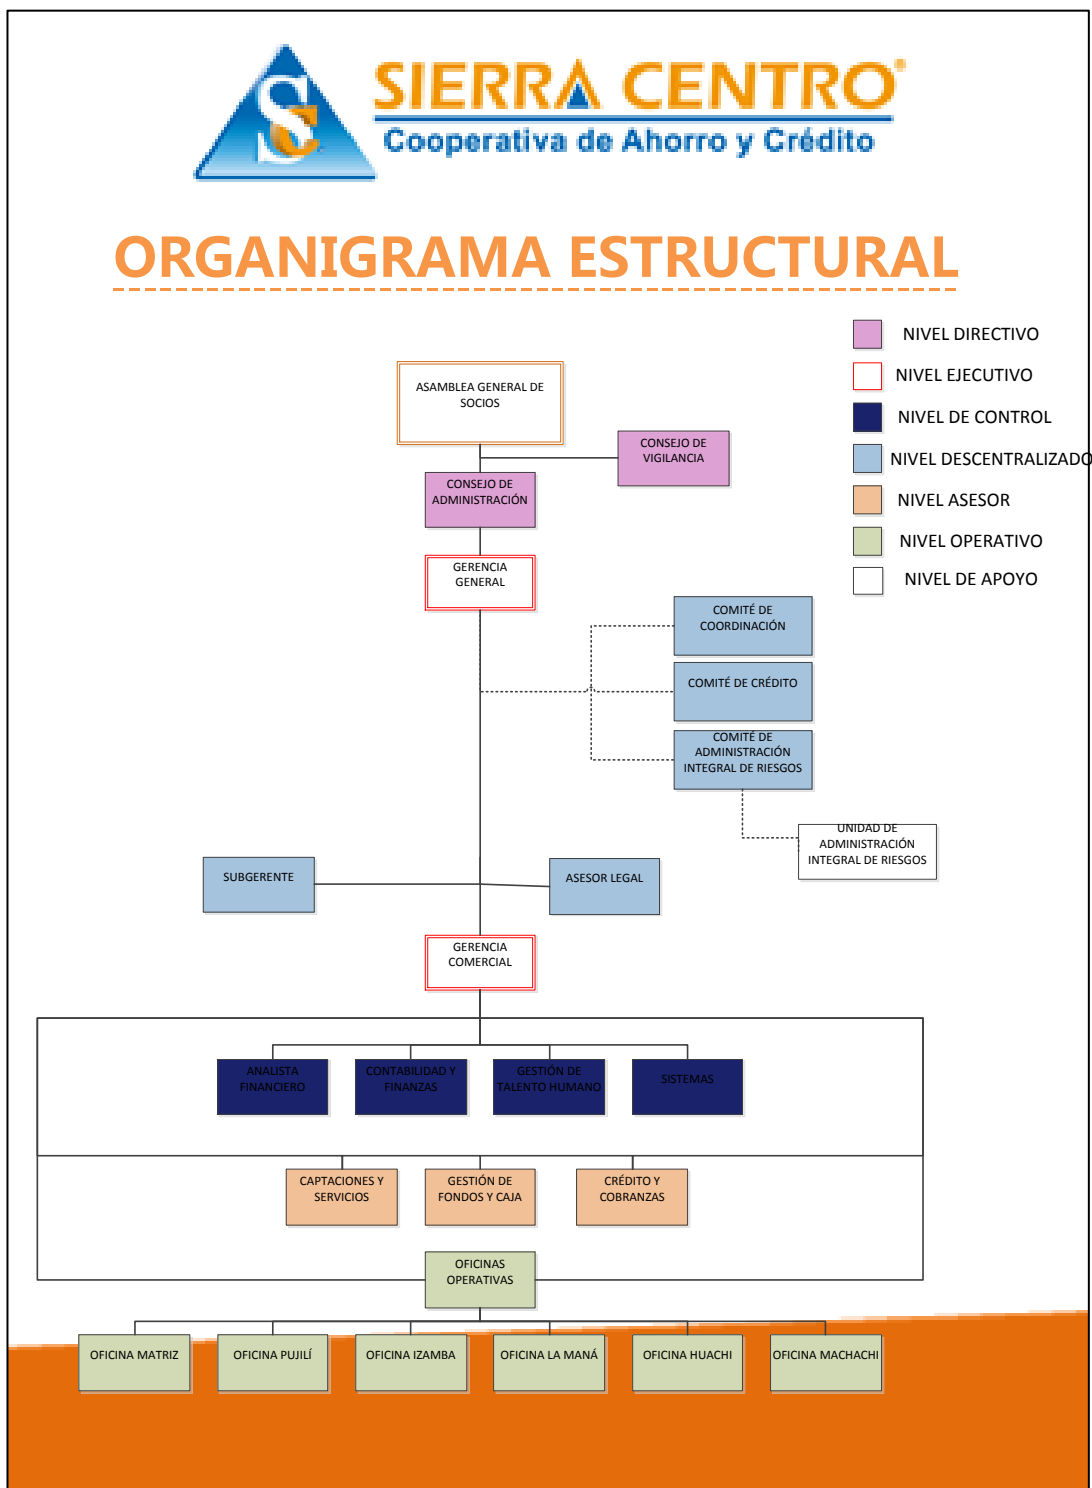 SIERRA CENTRO
Cooperativa de Ahorro y Crédito
ORGANIGRAMA ESTRUCTURAL
NIVEL DIRECTIVO
NIVEL EJECUTIVO
NIVEL DE CONTROL
NIVEL DESCENTRALIZADO
NIVEL ASESOR
NIVEL OPERATIVO
NIVEL DE APOYO
ASAMBLEA GENERAL DE
SOCIOS
CONSEJO DE
VIGILANCIA
CONSEJO DE
ADMINISTRACIÓN
GERENCIA
GENERAL
COMITÉ DE
COORDINACIÓN
COMITÉ DE CRÉDITO
COMITÉ DE
ADMINISTRACIÓN
INTEGRAL DE RIESGOS
UNIDAD DE
ADMINISTRACIÓN
INTEGRAL DE RIESGOS
SUBGERENTE
ASESOR LEGAL
GERENCIA
COMERCIAL
ANALISTA
FINANCIERO
CONTABILIDAD Y
FINANZAS
GESTIÓN DE
TALENTO HUMANO
SISTEMAS
CAPTACIONES Y
SERVICIOS
GESTIÓN DE
FONDOS Y CAJA
CRÉDITO Y
COBRANZAS
OFICINAS
OPERATIVAS
OFICINA MATRIZ
OFICINA PUJILÍ
OFICINA IZAMBA
OFICINA LA MANÁ
OFICINA HUACHI
OFICINA MACHACHI